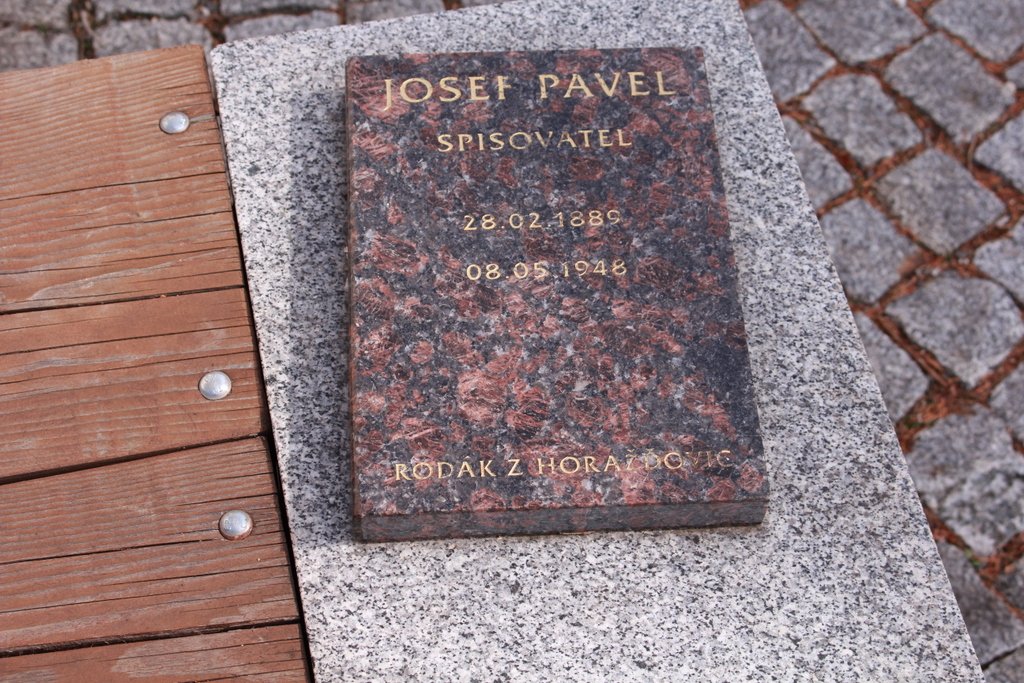 JOSEF PAVEL
SPISOVATEL
28.02.1889
08.05.1948
RODÁK Z HORAŽĎOVIC